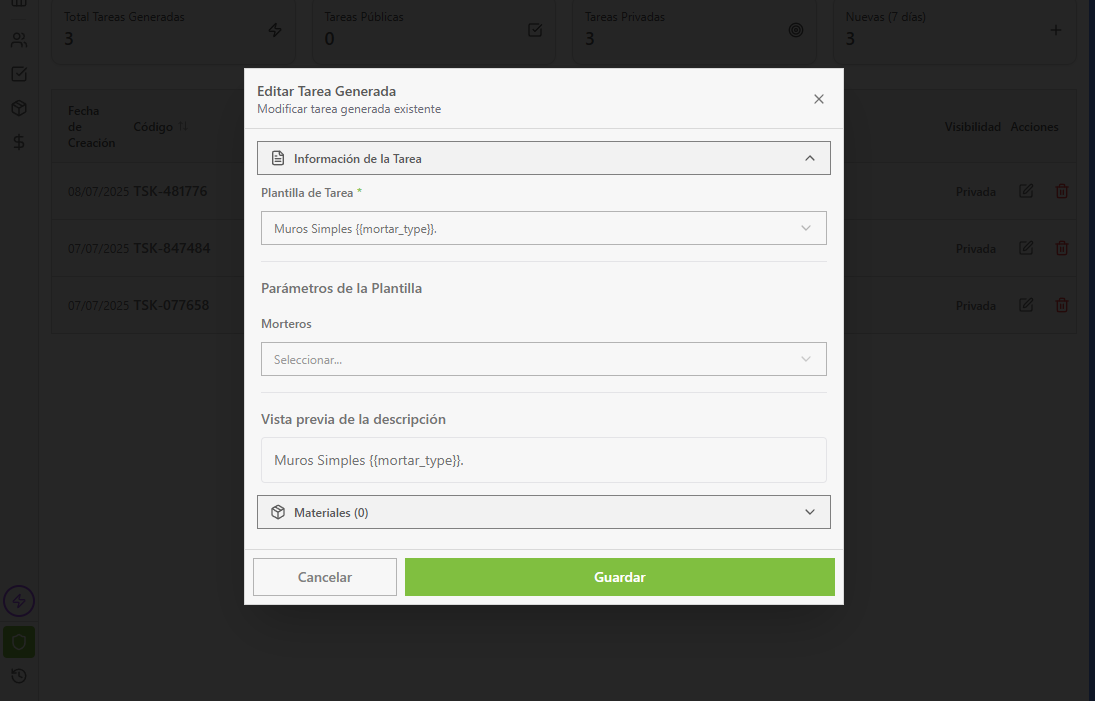 Total Tareas Generadas
3
Tareas Públicas
0
Tareas Privadas
3
Nuevas (7 días)
3
Fecha
de
Creación
Código
Visibilidad
Acciones
08/07/2025 TSK-481776
Privada
07/07/2025 TSK-847484
Privada
07/07/2025 TSK-077658
Privada
Editar Tarea Generada
Modificar tarea generada existente
Información de la Tarea
Plantilla de Tarea *
Muros Simples {{mortar_type}}.
Parámetros de la Plantilla
Morteros
Seleccionar...
Vista previa de la descripción
Muros Simples {{mortar_type}}.
Materiales (0)
Cancelar
Guardar